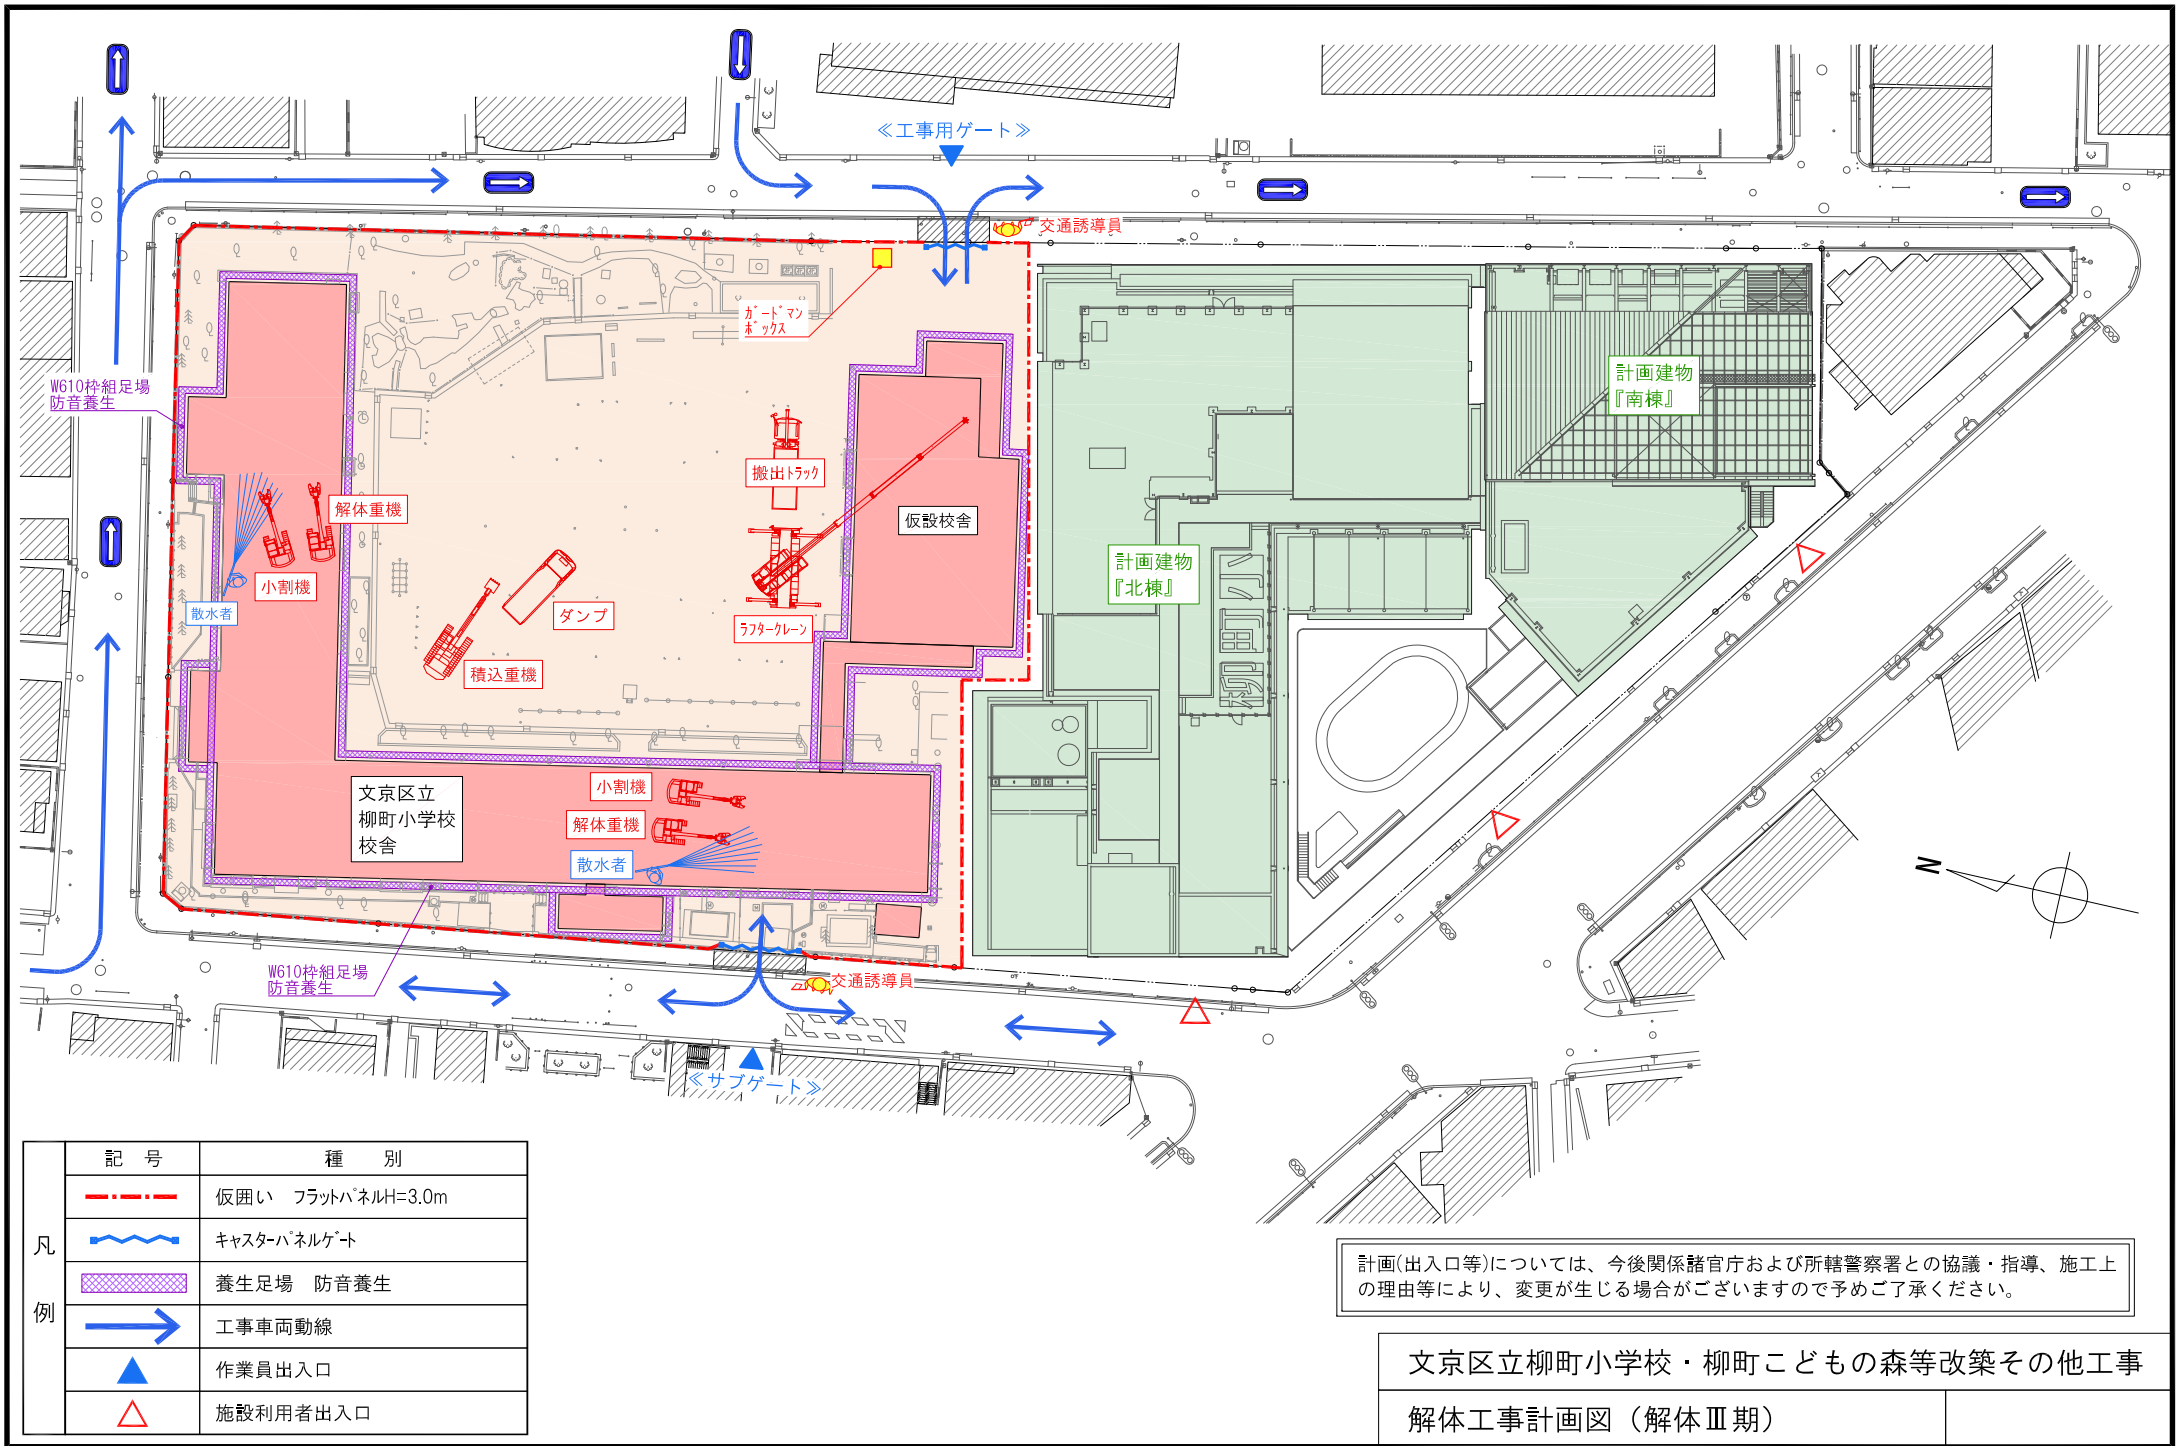 ≪工事用ゲート≫
交通誘導員
ガードマン
ボックス
W610枠組足場
防音養生
計画建物
『南棟』
搬出トラック
解体重機
仮設校舎
計画建物
『北棟』
小割機
散水者
ダンプ
ラフタークレーン
積込重機
文京区立
柳町小学校
校舎
小割機
解体重機
散水者
N
W610枠組足場
防音養生
交通誘導員
≪サブゲート≫
凡例
記 号 種 別
仮囲い フラットパネルH=3.0m
キャスターパネルゲート
養生足場 防音養生
工事車両動線
作業員出入口
施設利用者出入口
計画(出入口等)については、今後関係諸官庁および所轄警察署との協議・指導、施工上
の理由等により、変更が生じる場合がございますので予めご了承ください。
文京区立柳町小学校・柳町こどもの森等改築その他工事
解体工事計画図（解体Ⅲ期）